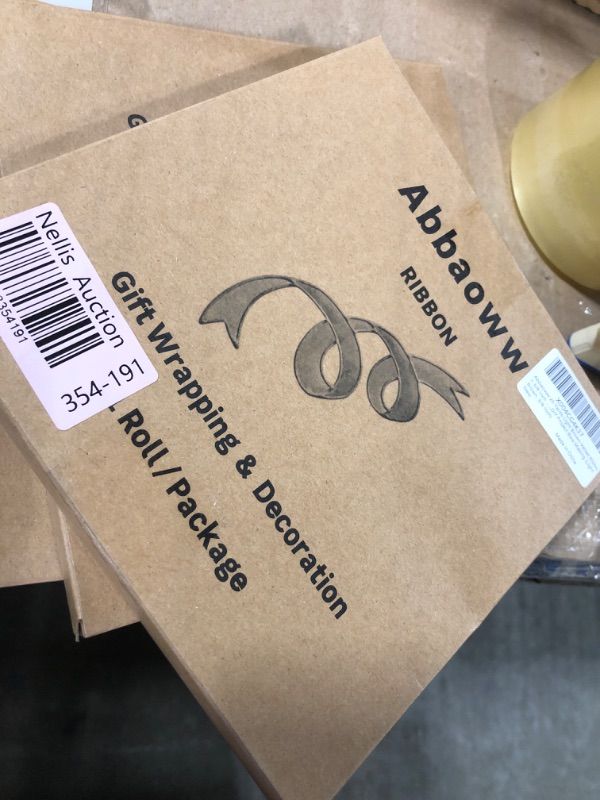 Abbaoww
RIBBON
Gift Wrapping & Decoration
Roll / Package
Nellis Auction
354-191
G